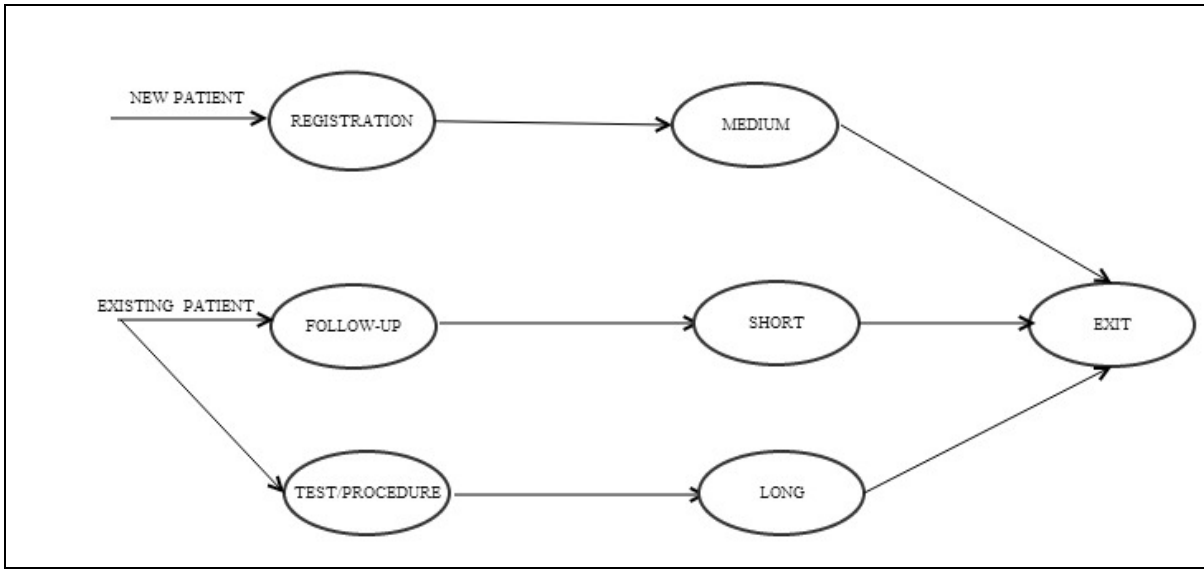 NEW PATIENT
REGISTRATION
MEDIUM
EXISTING PATIENT
FOLLOW-UP
SHORT
EXIT
TEST/PROCEDURE
LONG